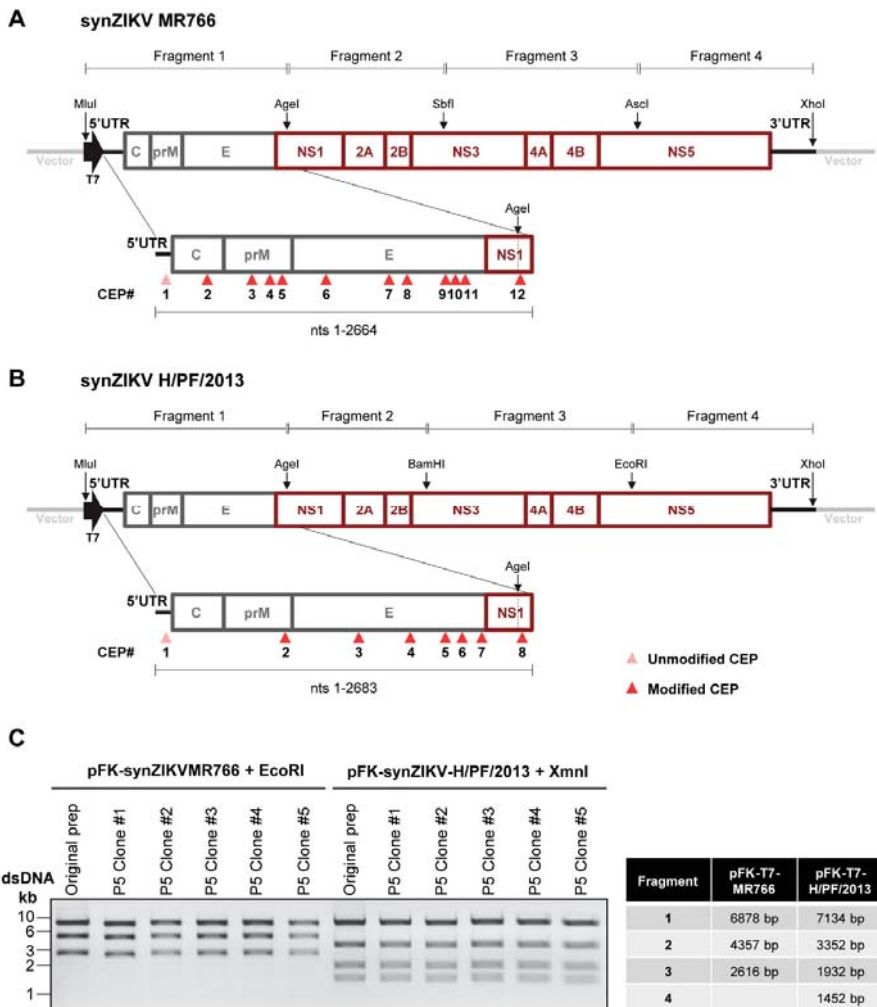 A
synZIKV MR766
Fragment 1 Fragment 2 Fragment 3 Fragment 4
MluI AgeI SbfI AscI XhoI
5'UTR 3'UTR
Vector C prM E NS1 2A 2B NS3 4A 4B NS5 Vector
T7
AgeI
5'UTR
C prM E NS1
CEP# 1 2 3 4 5 6 7 8 9 10 11 12
nts 1-2664
B
synZIKV H/PF/2013
Fragment 1 Fragment 2 Fragment 3 Fragment 4
MluI AgeI BamHI EcoRI XhoI
5'UTR 3'UTR
Vector C prM E NS1 2A 2B NS3 4A 4B NS5 Vector
T7
AgeI
5'UTR
C prM E NS1
CEP# 1 2 3 4 5 6 7 8
nts 1-2683
Unmodified CEP
Modified CEP
C
pFK-synZIKVMR766 + EcoRI pFK-synZIKV-H/PF/2013 + XmnI
Original prep P5 Clone #1 P5 Clone #2 P5 Clone #3 P5 Clone #4 P5 Clone #5 Original prep P5 Clone #1 P5 Clone #2 P5 Clone #3 P5 Clone #4 P5 Clone #5
dsDNA
kb
10
6
3
2
1
Fragment pFK-T7-MR766 pFK-T7-H/PF/2013
1 6878 bp 7134 bp
2 4357 bp 3352 bp
3 2616 bp 1932 bp
4 1452 bp